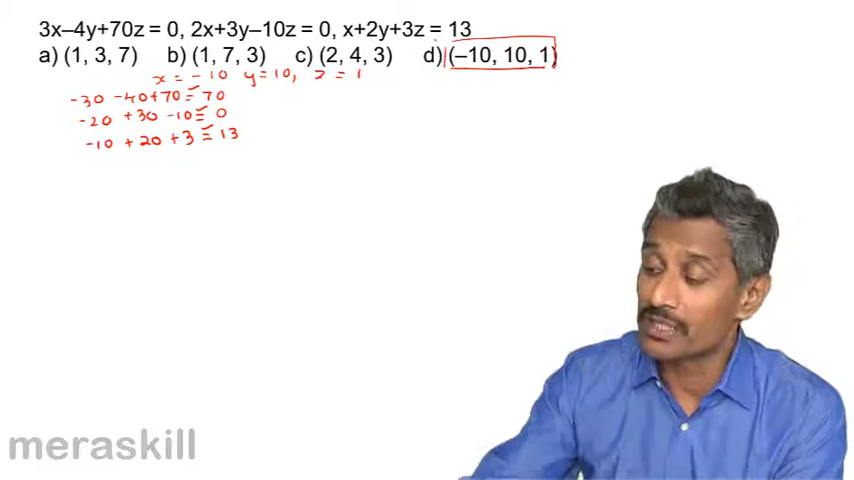 3x–4y+70z = 0, 2x+3y–10z = 0, x+2y+3z = 13
a) (1, 3, 7) b) (1, 7, 3) c) (2, 4, 3) d) (–10, 10, 1)
x = -10 y=10, z = 1
-30 -40+70 = 70
-20 +30 -10 = 0
-10 + 20 + 3 = 13
meraskill